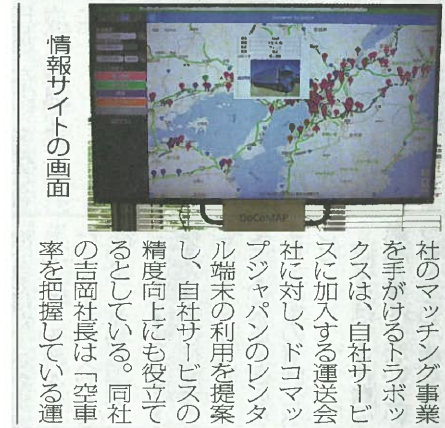 情報サイトの画面
DoCoMAP
社のマッチング事業
を手がけるトラボッ
クスは、自社サービ
スに加入する運送会
社に対し、ドコマッ
プジャパンのレンタ
ル端末の利用を提案
し、自社サービスの
精度向上にも役立て
るとしている。同社
の吉岡社長は「空車
率を把握している運